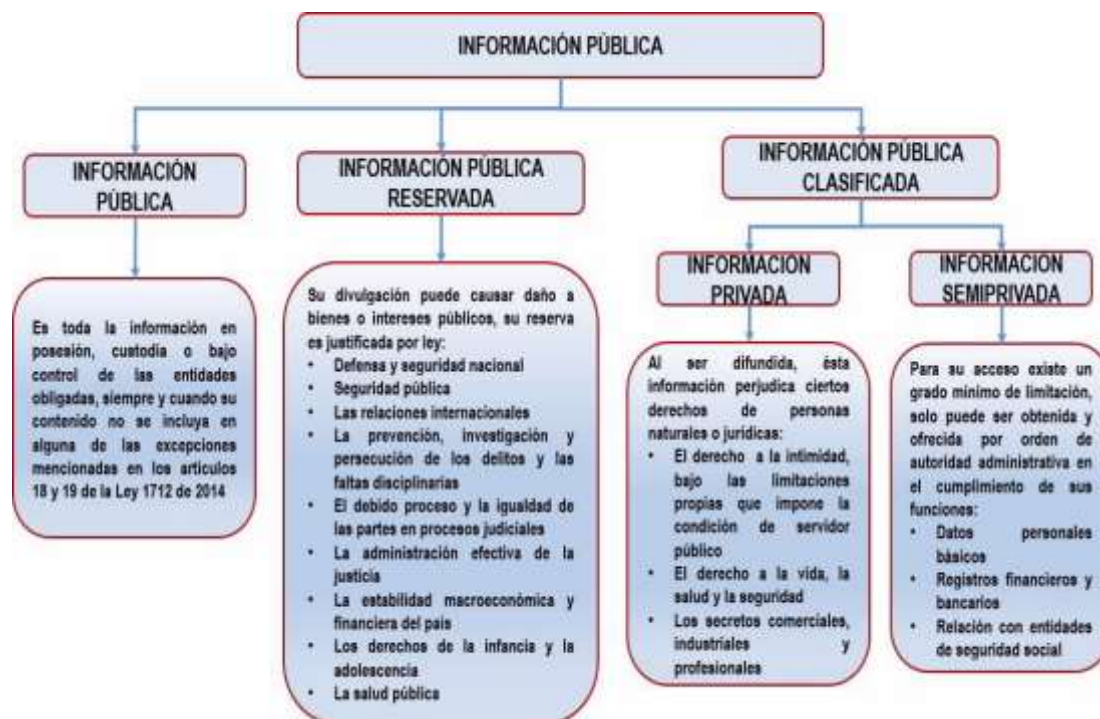 INFORMACIÓN PÚBLICA
INFORMACIÓN
PÚBLICA
Es toda la información en
posesión, custodia o bajo
control de las entidades
obligadas, siempre y cuando su
contenido no se incluya en
alguna de las excepciones
mencionadas en los artículos
18 y 19 de la Ley 1712 de 2014
INFORMACIÓN PÚBLICA
RESERVADA
Su divulgación puede causar daño a
bienes o intereses públicos, su reserva
es justificada por ley:
• Defensa y seguridad nacional
• Seguridad pública
• Las relaciones internacionales
• La prevención, investigación y
persecución de los delitos y las
faltas disciplinarias
• El debido proceso y la igualdad de
las partes en procesos judiciales
• La administración efectiva de la
justicia
• La estabilidad macroeconómica y
financiera del país
• Los derechos de la infancia y la
adolescencia
• La salud pública
INFORMACIÓN PÚBLICA
CLASIFICADA
INFORMACION
PRIVADA
Al ser difundida, ésta
información perjudica ciertos
derechos de personas
naturales o jurídicas:
• El derecho a la intimidad,
bajo las limitaciones
propias que impone la
condición de servidor
público
• El derecho a la vida, la
salud y la seguridad
• Los secretos comerciales,
industriales y
profesionales
INFORMACION
SEMIPRIVADA
Para su acceso existe un
grado mínimo de limitación,
solo puede ser obtenida y
ofrecida por orden de
autoridad administrativa en
el cumplimiento de sus
funciones:
• Datos personales
básicos
• Registros financieros y
bancarios
• Relación con entidades
de seguridad social